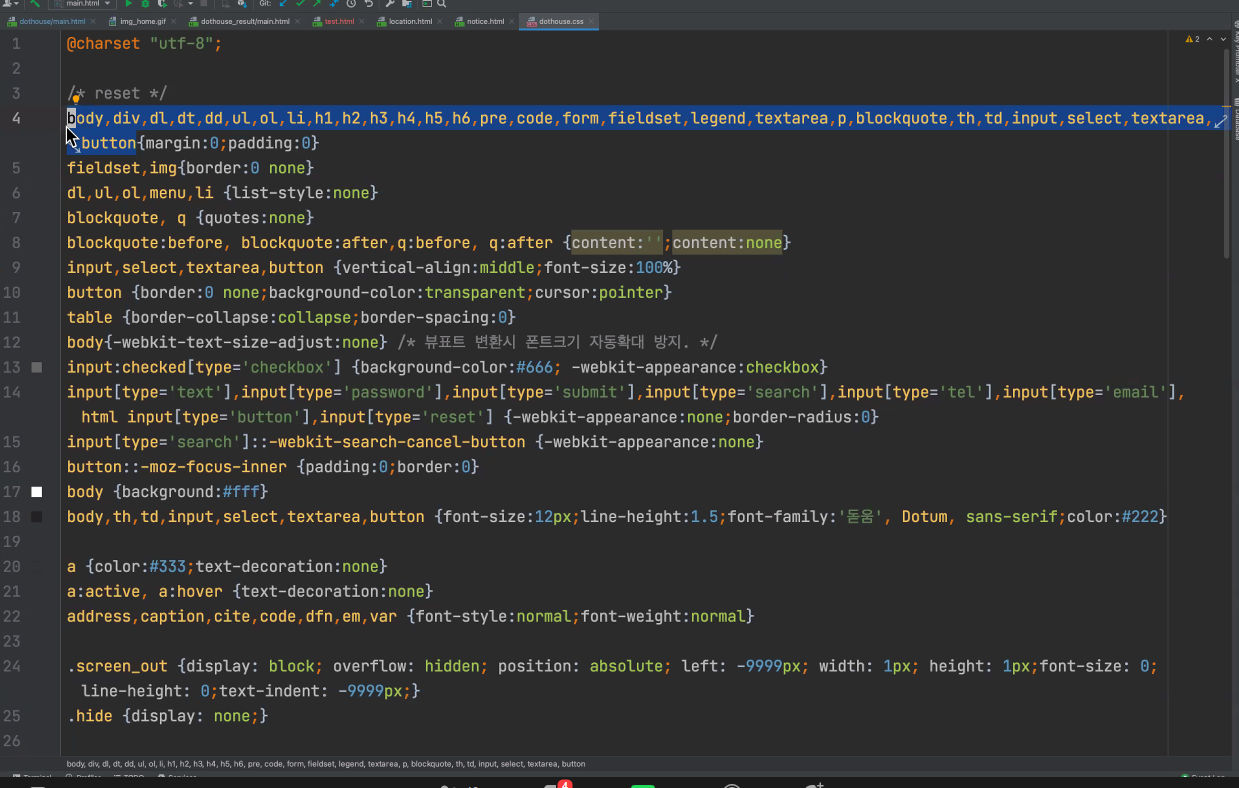 main.html
Git:
dothouse/main.html
img_home.gif
dothouse_result/main.html
test.html
location.html
notice.html
dothouse.css
2
1 @charset "utf-8";
2
3 /* reset */
4 body,div,dl,dt,dd,ul,ol,li,h1,h2,h3,h4,h5,h6,pre,code,form,fieldset,legend,textarea,p,blockquote,th,td,input,select,textarea,
button{margin:0;padding:0}
5 fieldset,img{border:0 none}
6 dl,ul,ol,menu,li {list-style:none}
7 blockquote, q {quotes:none}
8 blockquote:before, blockquote:after,q:before, q:after {content:'';content:none}
9 input,select,textarea,button {vertical-align:middle;font-size:100%}
10 button {border:0 none;background-color:transparent;cursor:pointer}
11 table {border-collapse:collapse;border-spacing:0}
12 body{-webkit-text-size-adjust:none} /* 뷰표트 변환시 폰트크기 자동확대 방지. */
13 input:checked[type='checkbox'] {background-color:#666; -webkit-appearance:checkbox}
14 input[type='text'],input[type='password'],input[type='submit'],input[type='search'],input[type='tel'],input[type='email'],
html input[type='button'],input[type='reset'] {-webkit-appearance:none;border-radius:0}
15 input[type='search']::-webkit-search-cancel-button {-webkit-appearance:none}
16 button::-moz-focus-inner {padding:0;border:0}
17 body {background:#fff}
18 body,th,td,input,select,textarea,button {font-size:12px;line-height:1.5;font-family:'돋움', Dotum, sans-serif;color:#222}
19
20 a {color:#333;text-decoration:none}
21 a:active, a:hover {text-decoration:none}
22 address,caption,cite,code,dfn,em,var {font-style:normal;font-weight:normal}
23
24 .screen_out {display: block; overflow: hidden; position: absolute; left: -9999px; width: 1px; height: 1px;font-size: 0;
line-height: 0;text-indent: -9999px;}
25 .hide {display: none;}
26
body, div, dl, dt, dd, ul, ol, li, h1, h2, h3, h4, h5, h6, pre, code, form, fieldset, legend, textarea, p, blockquote, th, td, input, select, textarea, button
4